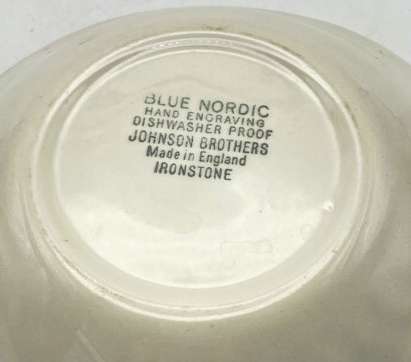 BLUE NORDIC
HAND ENGRAVING
DISHWASHER PROOF
JOHNSON BROTHERS
Made in England
IRONSTONE